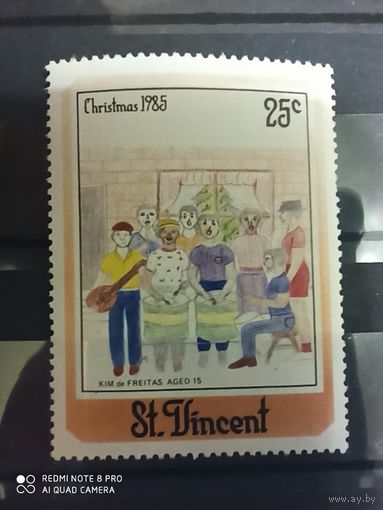 Christmas 1985 25c
KIM de FREITAS AGED 15
St. Vincent
REDMI NOTE 8 PRO
AI QUAD CAMERA
www.ay.by